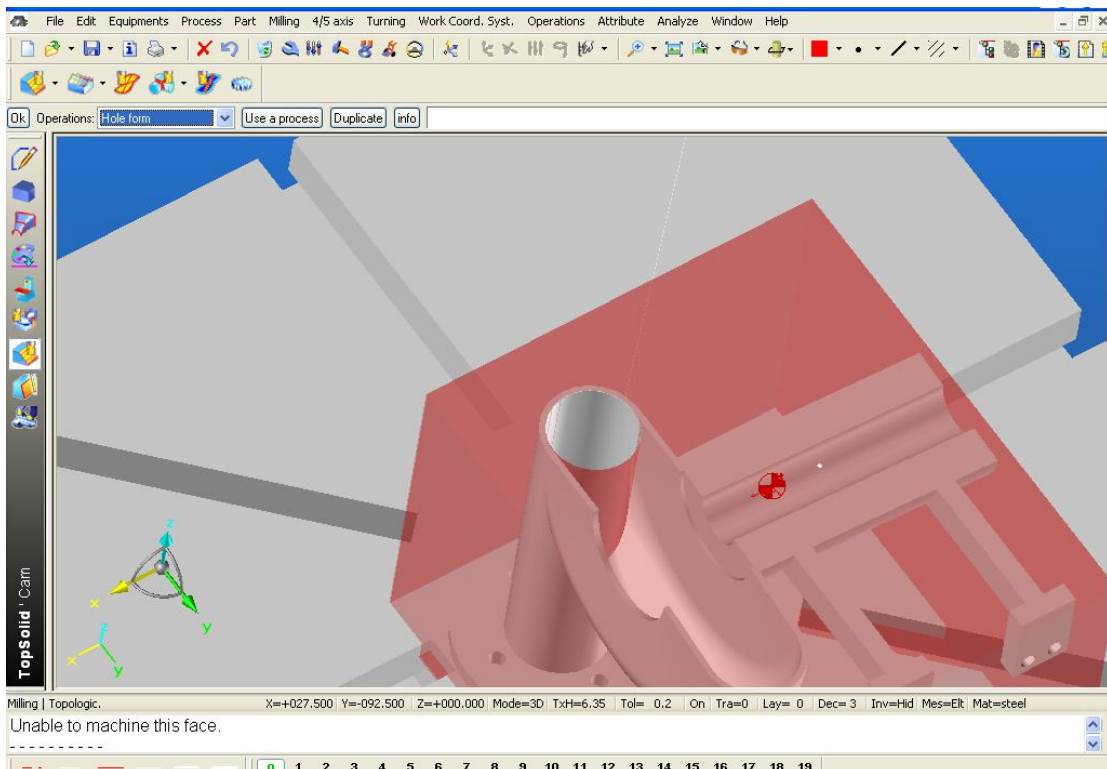 File Edit Equipments Process Part Milling 4/5 axis Turning Work Coord. Syst. Operations Attribute Analyze Window Help
Ok Operations: Hole form Use a process Duplicate info
z
x
y
z
x
y
TopSolid'Cam
Milling | Topologic. X=+027.500 Y=-092.500 Z=+000.000 Mode=3D TxH=6.35 Tol= 0.2 On Tra=0 Lay= 0 Dec= 3 Inv=Hid Mes=Elt Mat=steel
Unable to machine this face.
----------
0 1 2 3 4 5 6 7 8 9 10 11 12 13 14 15 16 17 18 19